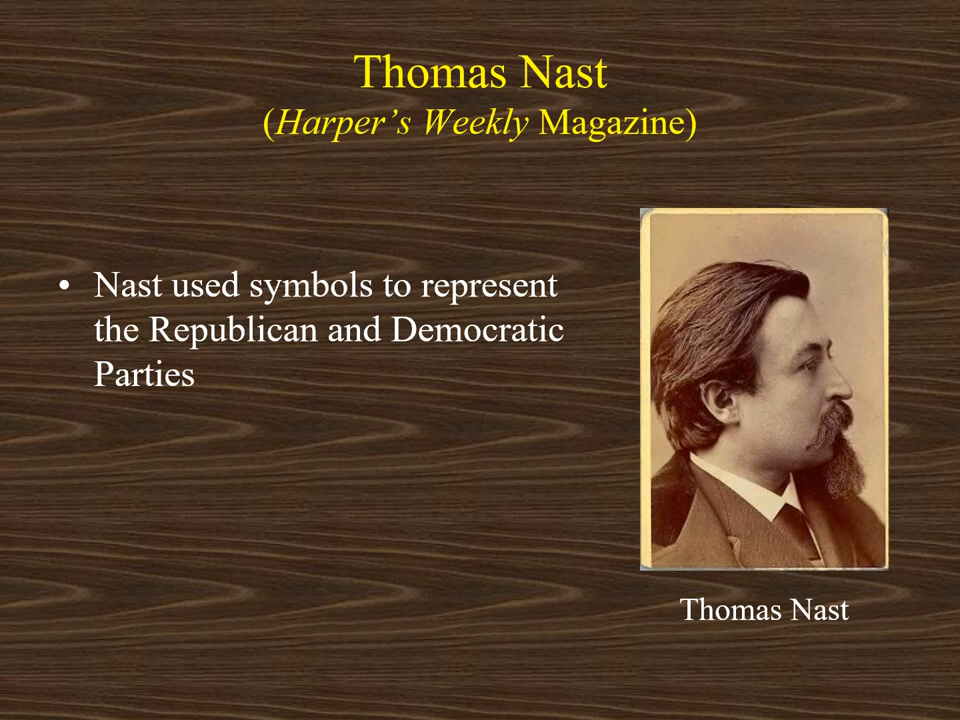 Thomas Nast
(Harper’s Weekly Magazine)
• Nast used symbols to represent
the Republican and Democratic
Parties
Thomas Nast